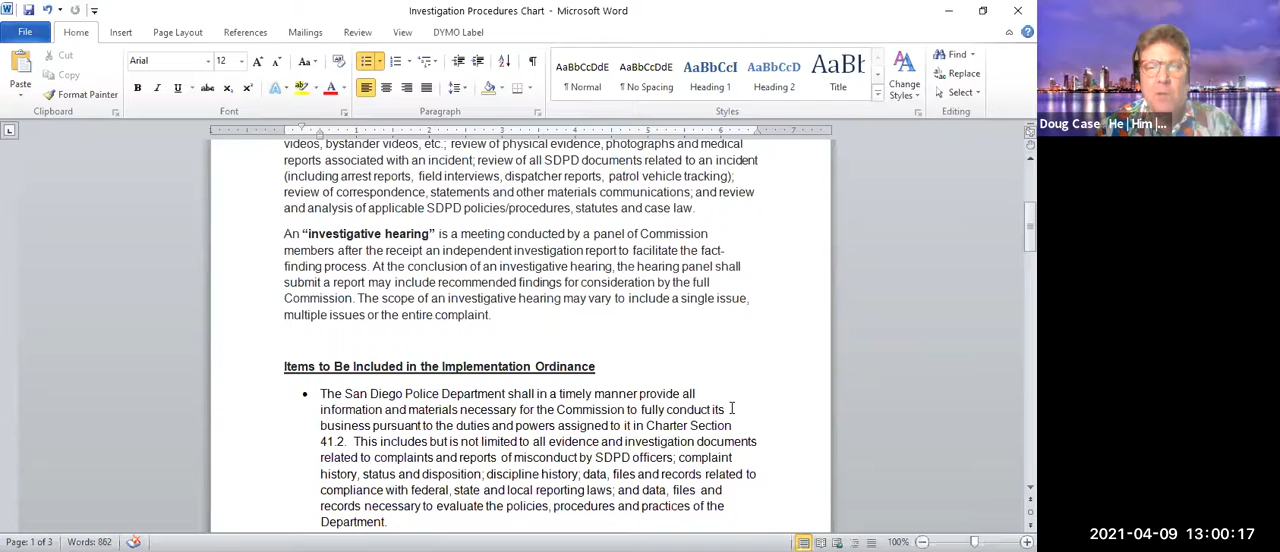 Investigation Procedures Chart - Microsoft Word
File Home Insert Page Layout References Mailings Review View DYMO Label
Paste
Cut
Copy
Format Painter
Clipboard
Arial 12
Font
Paragraph
AaBbCcDdE AaBbCcDdE AaBbCcI AaBbCcD AaBbI
¶ Normal ¶ No Spacing Heading 1 Heading 2 Title
Styles
Change Styles
Find
Replace
Select
Editing
videos, bystander videos, etc.; review of physical evidence, photographs and medical
reports associated with an incident; review of all SDPD documents related to an incident
(including arrest reports, field interviews, dispatcher reports, patrol vehicle tracking);
review of correspondence, statements and other materials communications; and review
and analysis of applicable SDPD policies/procedures, statutes and case law.
An “investigative hearing” is a meeting conducted by a panel of Commission
members after the receipt an independent investigation report to facilitate the fact-
finding process. At the conclusion of an investigative hearing, the hearing panel shall
submit a report may include recommended findings for consideration by the full
Commission. The scope of an investigative hearing may vary to include a single issue,
multiple issues or the entire complaint.
Items to Be Included in the Implementation Ordinance
• The San Diego Police Department shall in a timely manner provide all
information and materials necessary for the Commission to fully conduct its
business pursuant to the duties and powers assigned to it in Charter Section
41.2. This includes but is not limited to all evidence and investigation documents
related to complaints and reports of misconduct by SDPD officers; complaint
history, status and disposition; discipline history; data, files and records related to
compliance with federal, state and local reporting laws; and data, files and
records necessary to evaluate the policies, procedures and practices of the
Department.
Page: 1 of 3 Words: 862
100%
Doug Case He | Him |...
2021-04-09 13:00:17